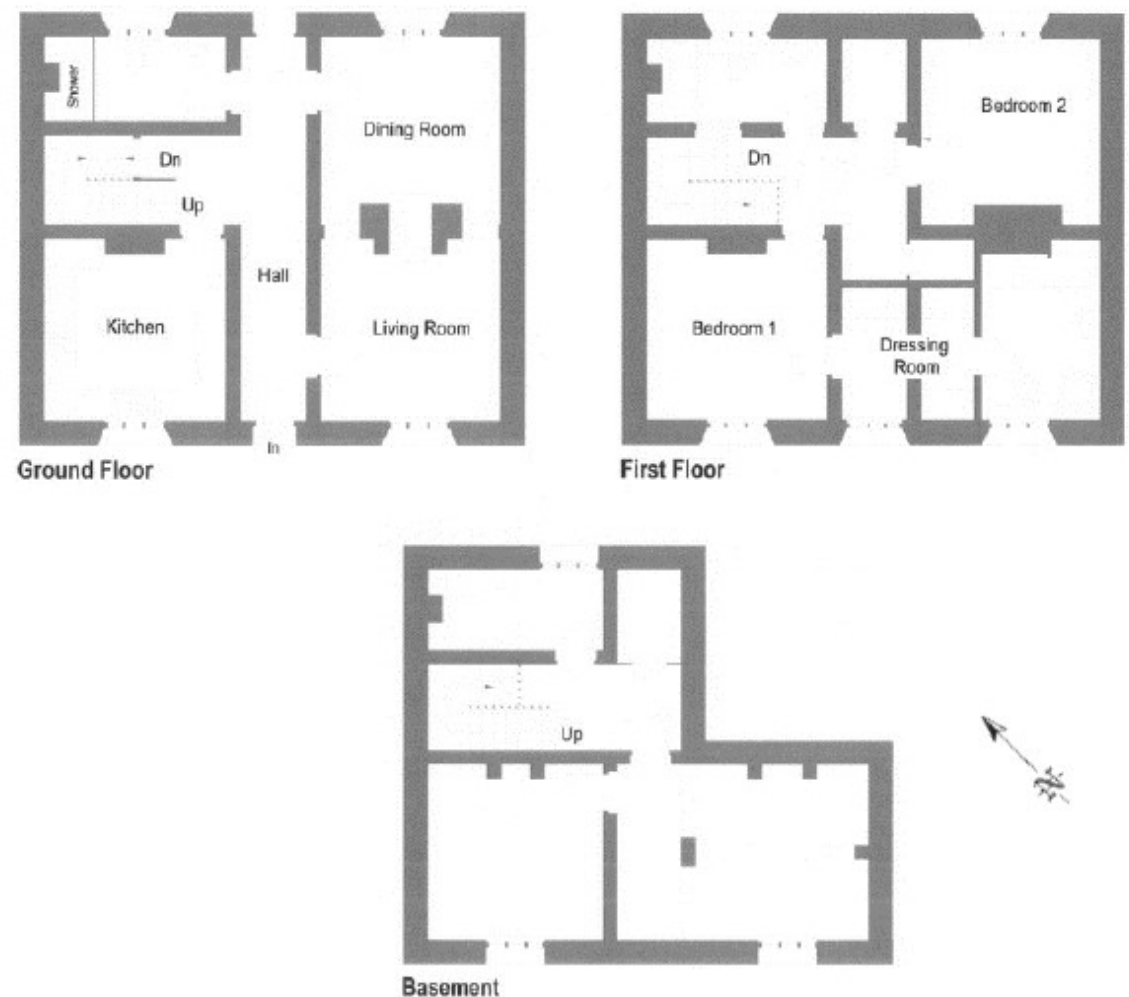 Shower
Dining Room
Dn
Up
Hall
Kitchen
Living Room
In
Ground Floor
Bedroom 2
Dn
Bedroom 1
Dressing
Room
First Floor
Up
Basement
N